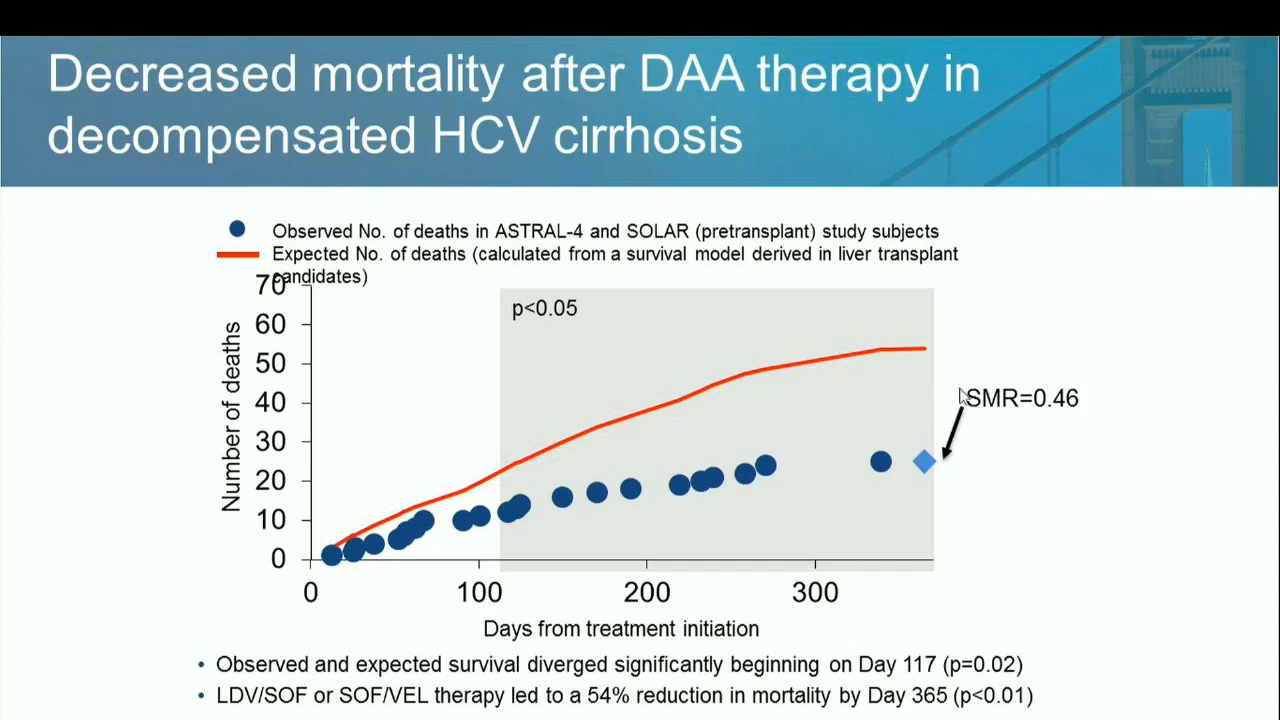 Decreased mortality after DAA therapy in
decompensated HCV cirrhosis
Observed No. of deaths in ASTRAL-4 and SOLAR (pretransplant) study subjects
Expected No. of deaths (calculated from a survival model derived in liver transplant
candidates)
Number of deaths
70
60
50
40
30
20
10
0
p<0.05
SMR=0.46
0 100 200 300
Days from treatment initiation
• Observed and expected survival diverged significantly beginning on Day 117 (p=0.02)
• LDV/SOF or SOF/VEL therapy led to a 54% reduction in mortality by Day 365 (p<0.01)